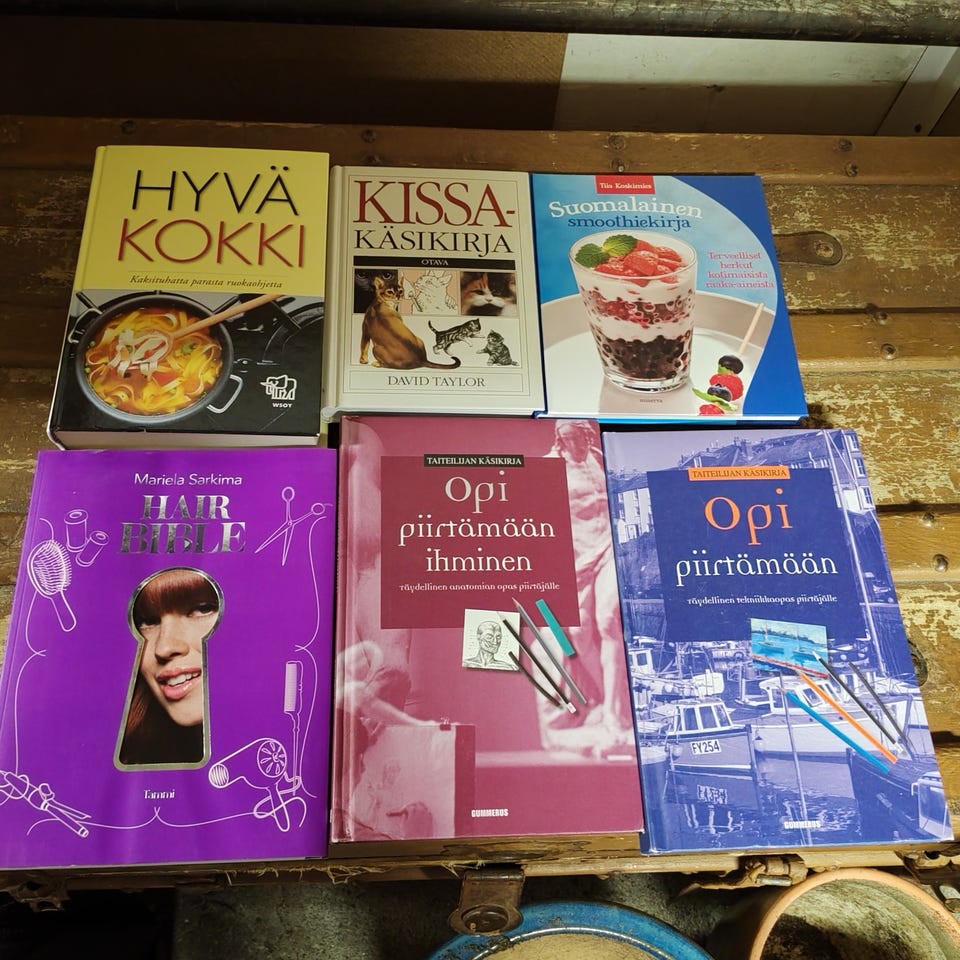 HYVÄ
KOKKI
Kaksituhatta parasta ruokaohjetta
WSOY
KISSA-
KÄSIKIRJA
OTAVA
DAVID TAYLOR
Tiia Koskimies
Suomalainen
smoothiekirja
Terveelliset
herkut
kotimaisista
raaka-aineista
MINERVA
Mariela Sarkima
HAIR
BIBLE
Tammi
TAITEILIJAN KÄSIKIRJA
Opi
piirtämään
ihminen
Täydellinen anatomian opas piirtäjälle
GUMMERUS
TAITEILIJAN KÄSIKIRJA
Opi
piirtämään
Täydellinen tekniikkaopas piirtäjälle
FY254
GUMMERUS